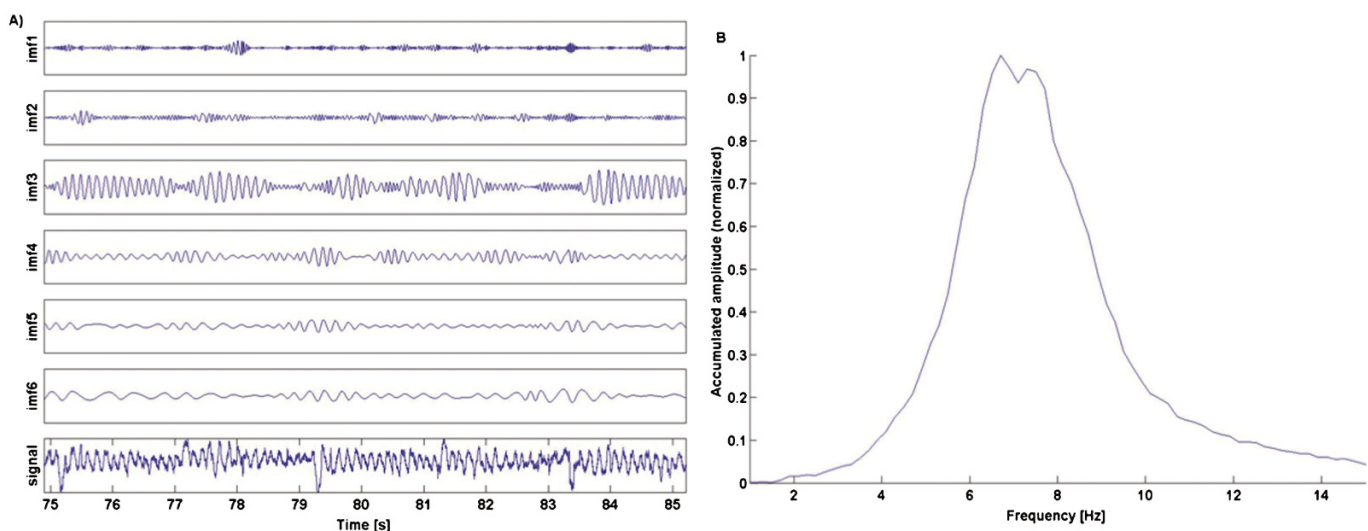 A)
imf1
imf2
imf3
imf4
imf5
imf6
signal
75 76 77 78 79 80 81 82 83 84 85
Time [s]
B
Accumulated amplitude (normalized)
1
0.9
0.8
0.7
0.6
0.5
0.4
0.3
0.2
0.1
0
2 4 6 8 10 12 14
Frequency [Hz]